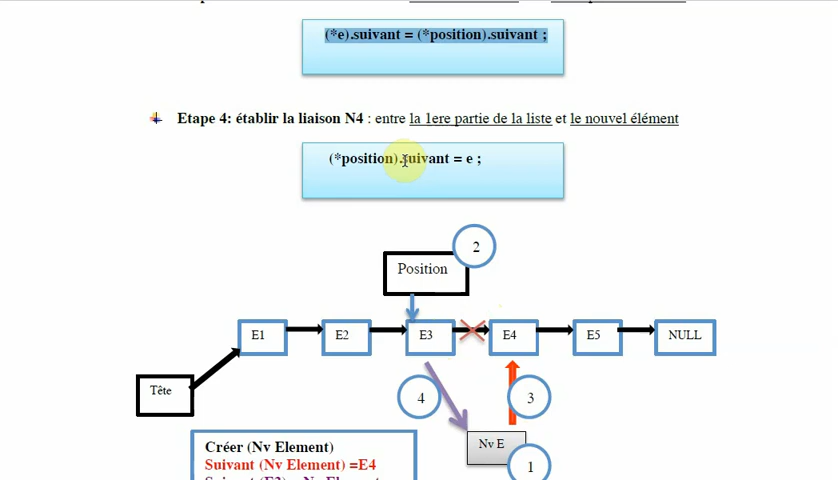 (*e).suivant = (*position).suivant ;
Etape 4: établir la liaison N4 : entre la 1ere partie de la liste et le nouvel élément
(*position).suivant = e ;
2
Position
E1 E2 E3 E4 E5 NULL
Tête
4
3
Nv E
1
Créer (Nv Element)
Suivant (Nv Element) =E4